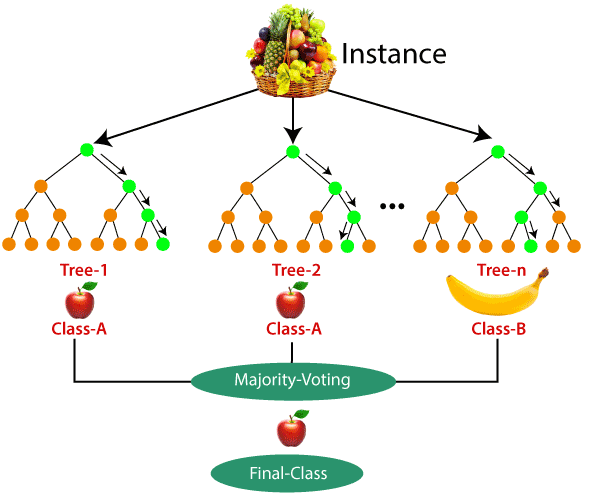 Instance
...
Tree-1
Tree-2
Tree-n
Class-A
Class-A
Class-B
Majority-Voting
Final-Class